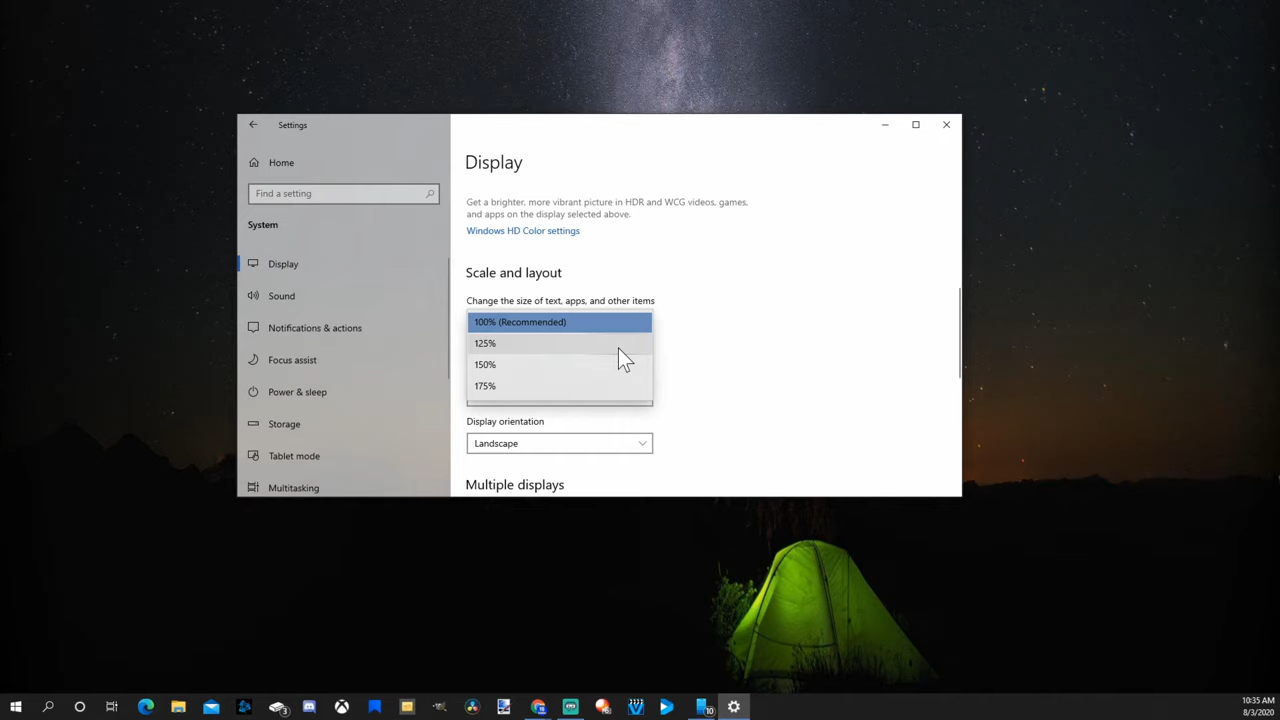 Settings
Home
Find a setting
System
Display
Sound
Notifications & actions
Focus assist
Power & sleep
Storage
Tablet mode
Multitasking
Display
Get a brighter, more vibrant picture in HDR and WCG videos, games,
and apps on the display selected above.
Windows HD Color settings
Scale and layout
Change the size of text, apps, and other items
100% (Recommended)
125%
150%
175%
Display orientation
Landscape
Multiple displays
3
10
10:35 AM
8/3/2020